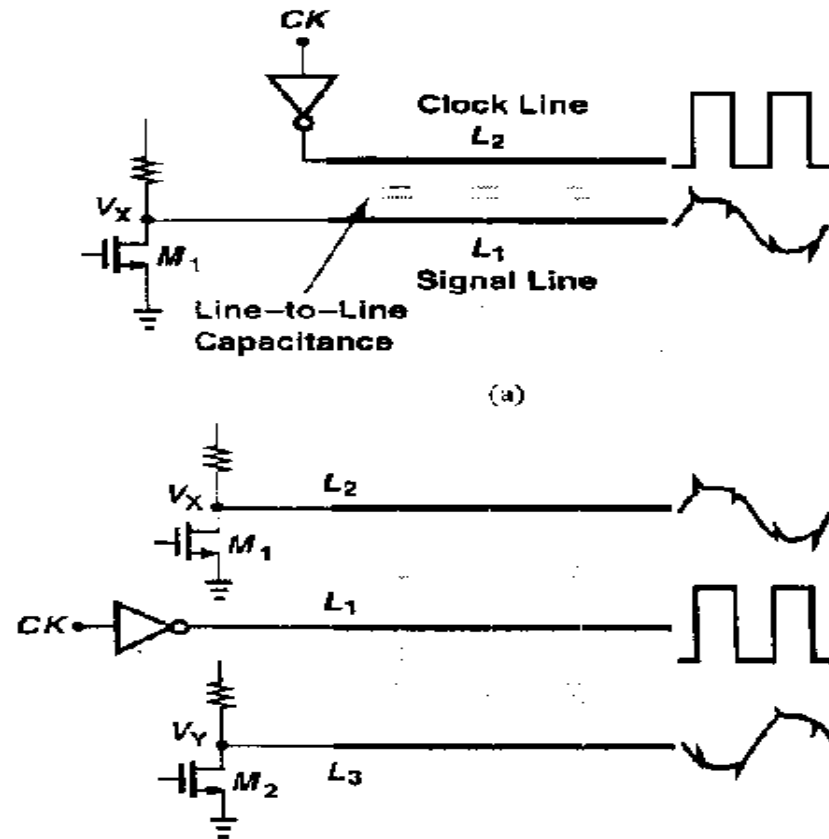 CK
Clock Line
L2
VX
M1
L1
Signal Line
Line-to-Line
Capacitance
(a)
VX
L2
M1
CK
L1
VY
M2
L3